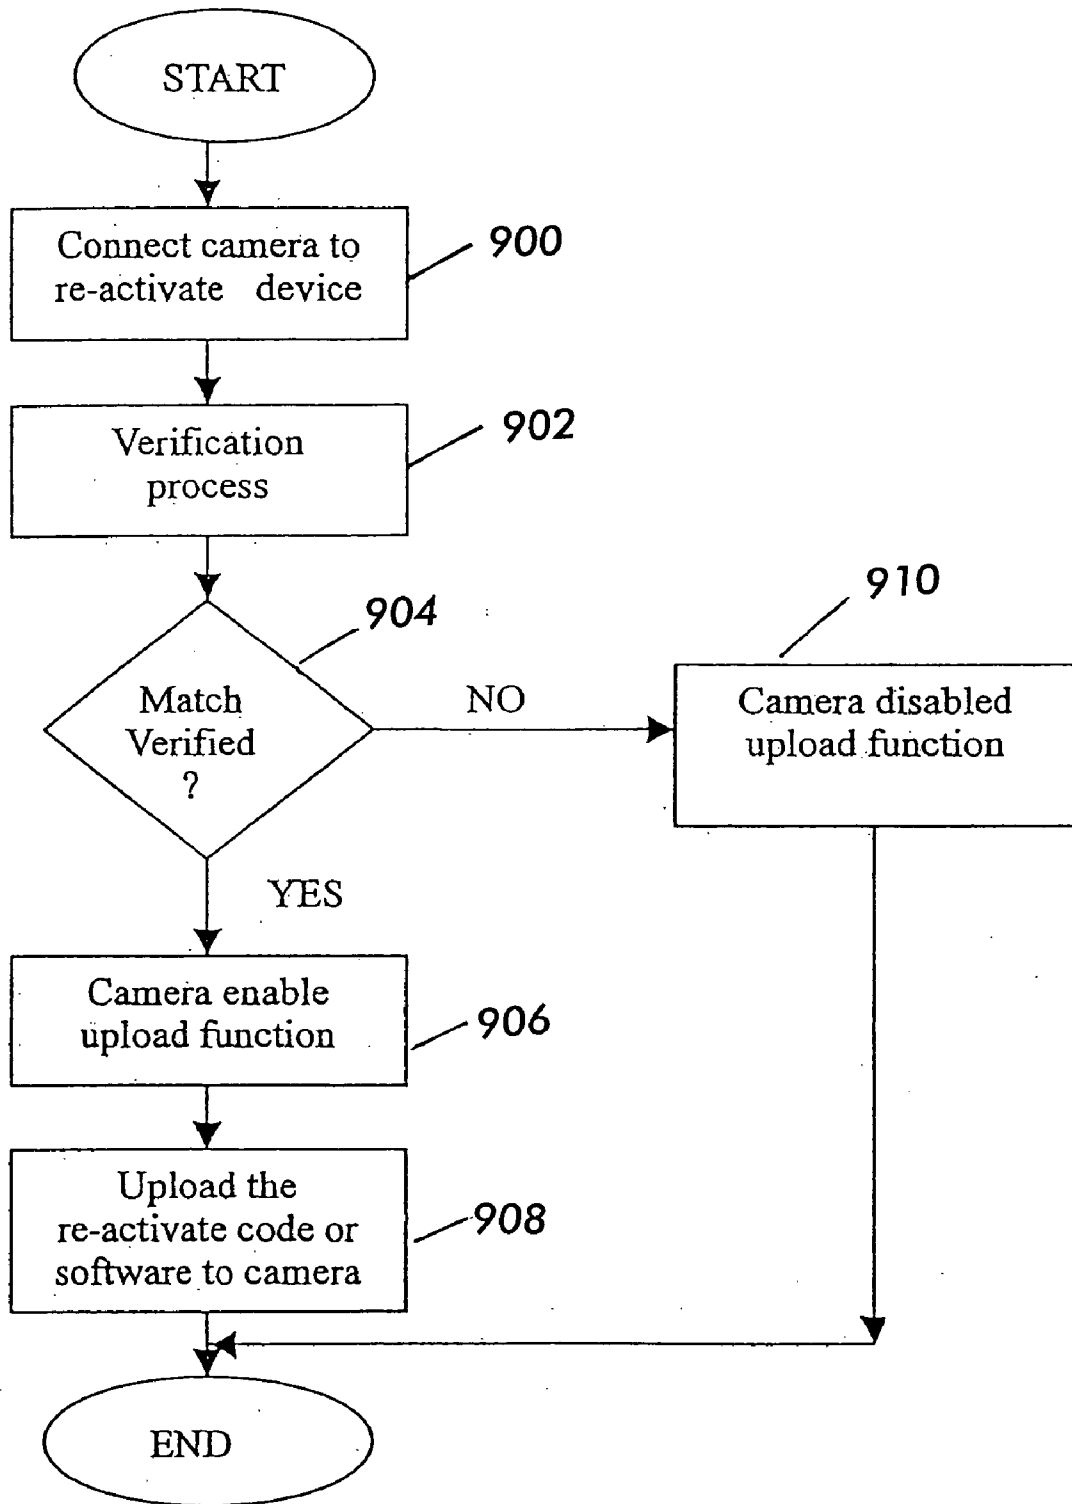 START
Connect camera to
re-activate device
900
Verification
process
902
904
Match
Verified
?
NO
910
Camera disabled
upload function
YES
Camera enable
upload function
906
Upload the
re-activate code or
software to camera
908
END